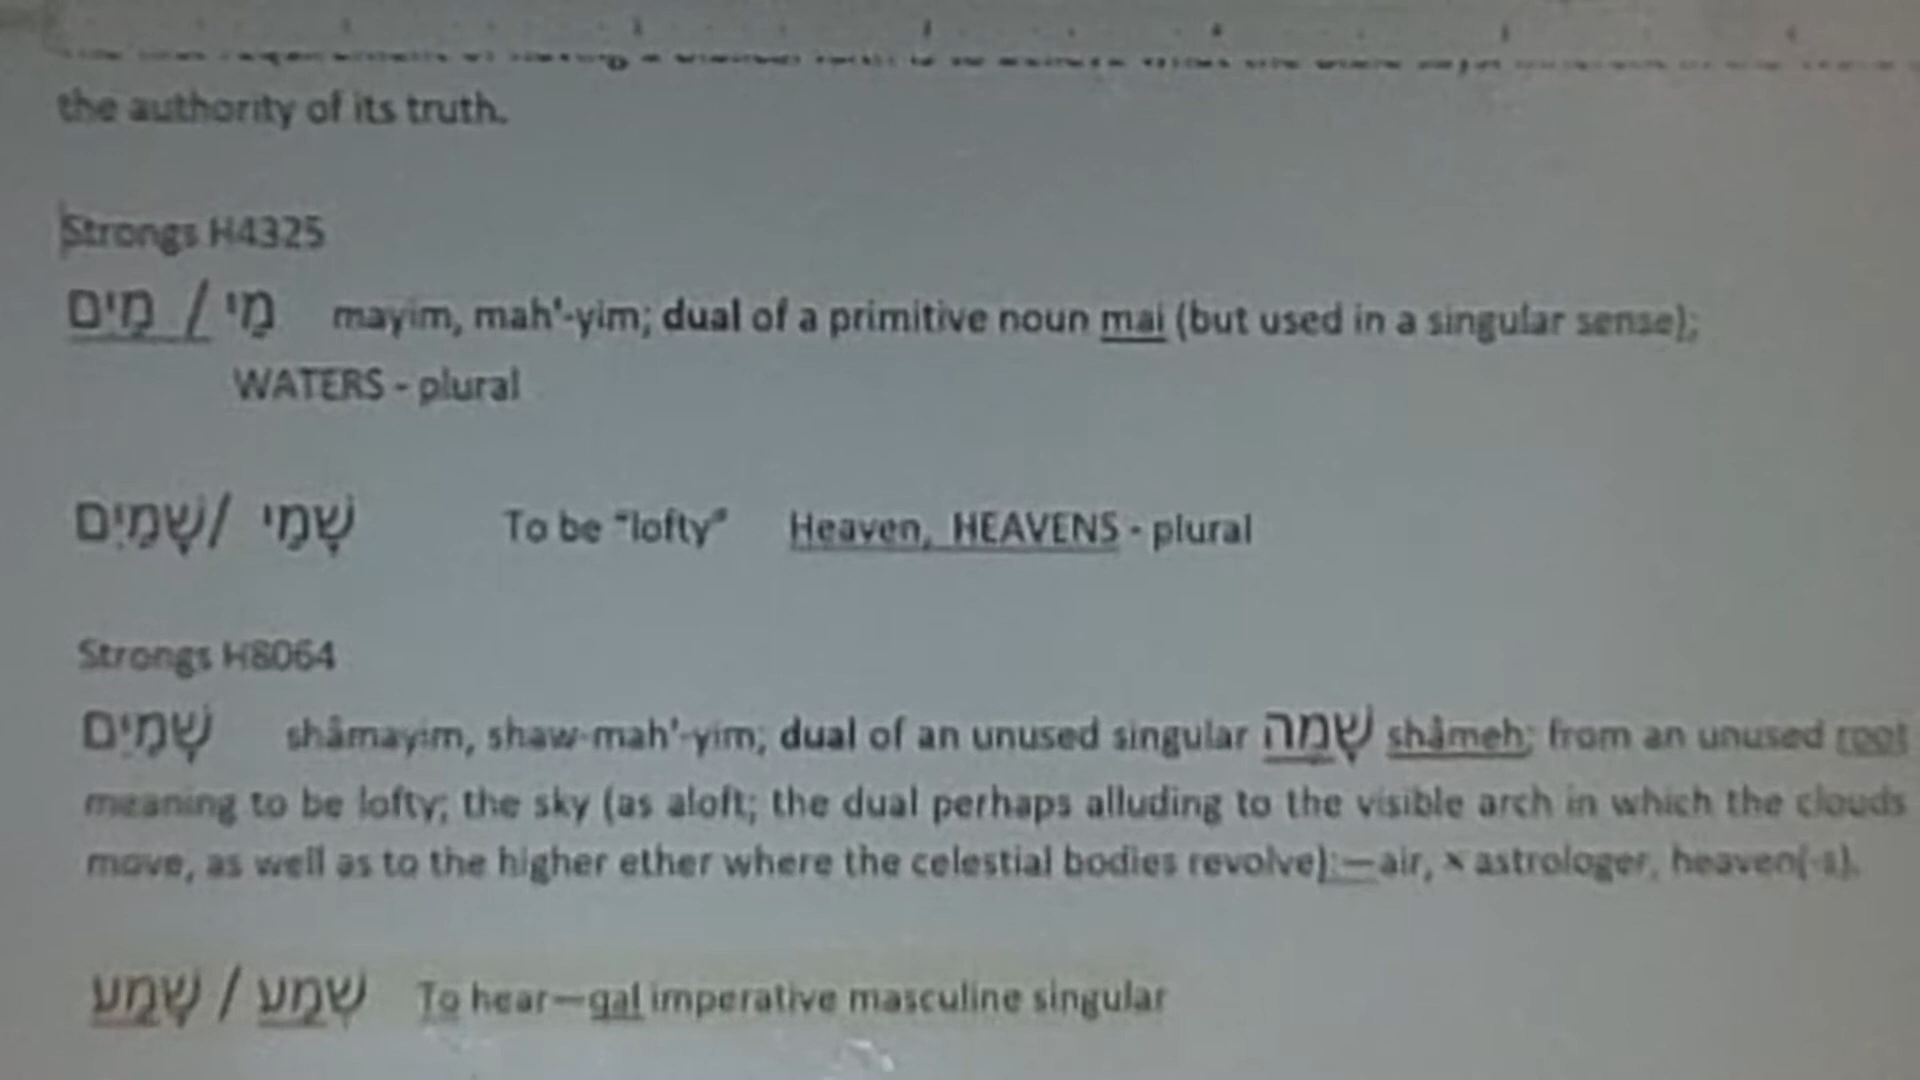 the authority of its truth.
Strongs H4325
מַי / מַיִם mayim, mah'-yim; dual of a primitive noun mai (but used in a singular sense);
WATERS - plural
שָׁמַי /שָׁמַיִם To be "lofty" Heaven, HEAVENS - plural
Strongs H8064
שָׁמַיִם shâmayim, shaw-mah'-yim; dual of an unused singular שָׁמֶה shâmeh; from an unused root
meaning to be lofty; the sky (as aloft; the dual perhaps alluding to the visible arch in which the clouds
move, as well as to the higher ether where the celestial bodies revolve):—air, × astrologer, heaven(-s).
שְׁמַע / שָׁמַע To hear—qal imperative masculine singular